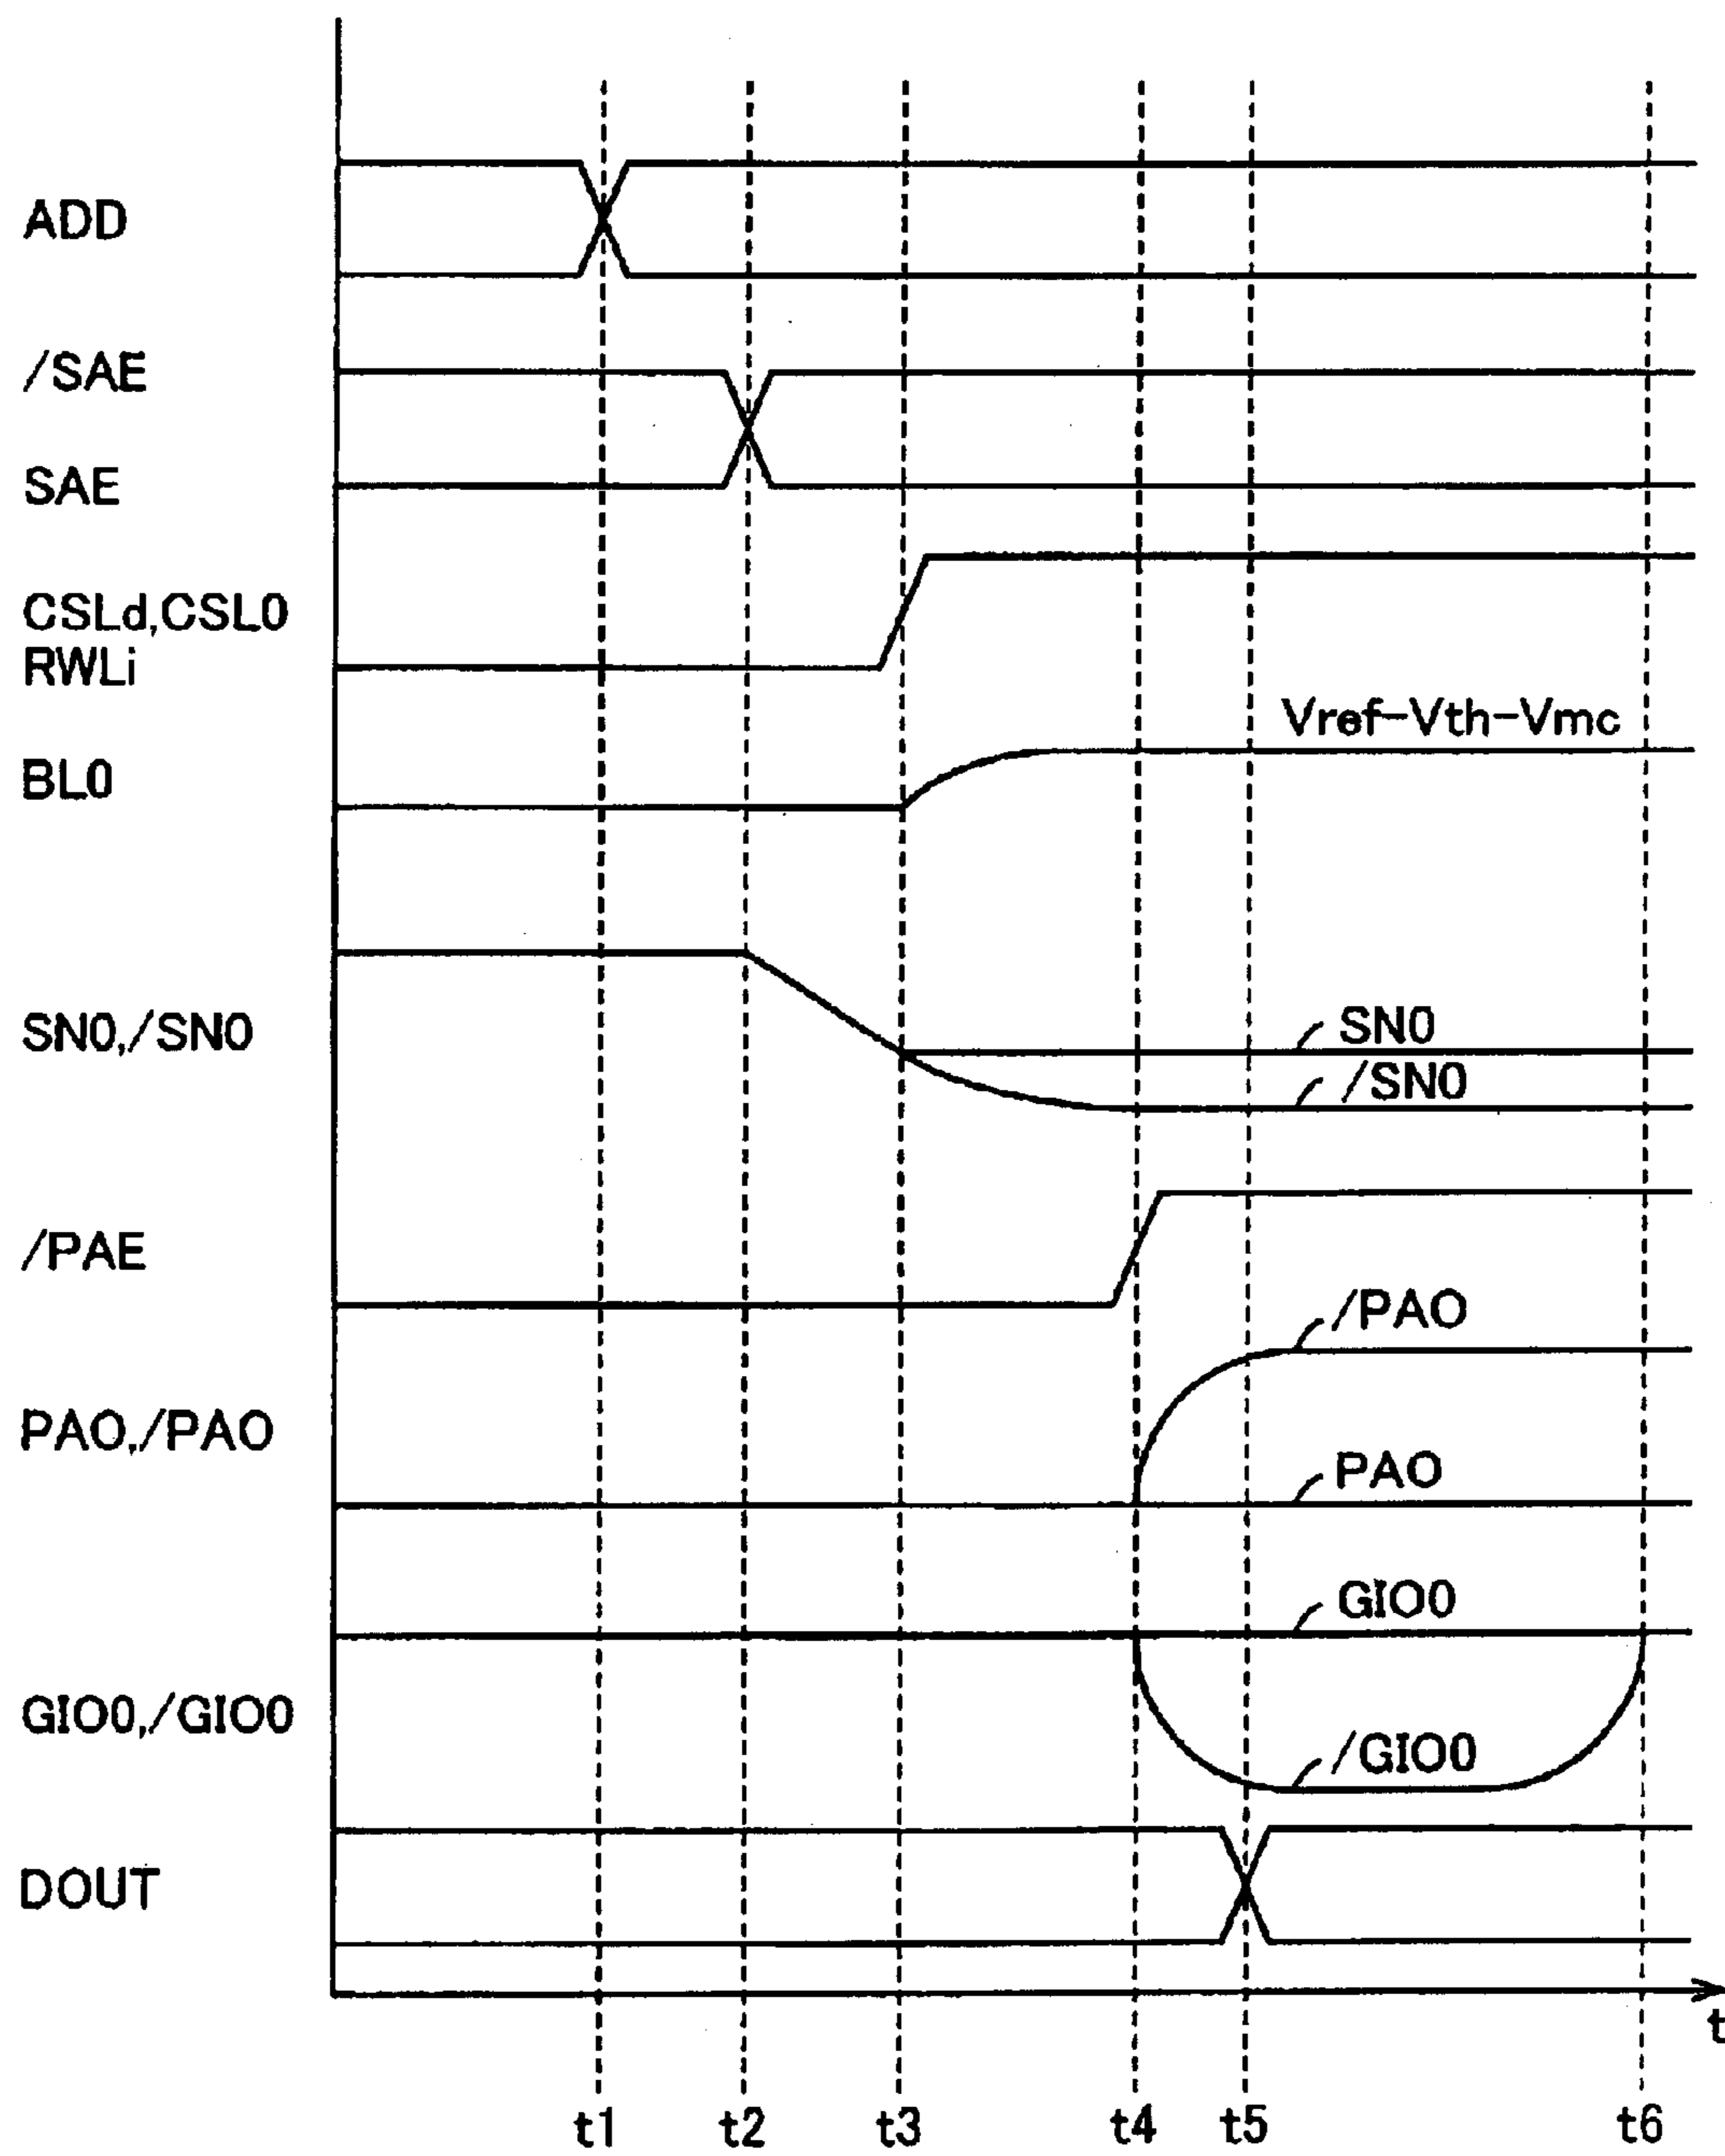 ADD
/SAE
SAE
CSLd,CSL0
RWLi
Vref-Vth-Vmc
BL0
SN0,/SN0
SN0
/SN0
/PAE
/PAO
PAO,/PAO
PAO
GIO0
GIO0,/GIO0
/GIO0
DOUT
t
t1 t2 t3 t4 t5 t6